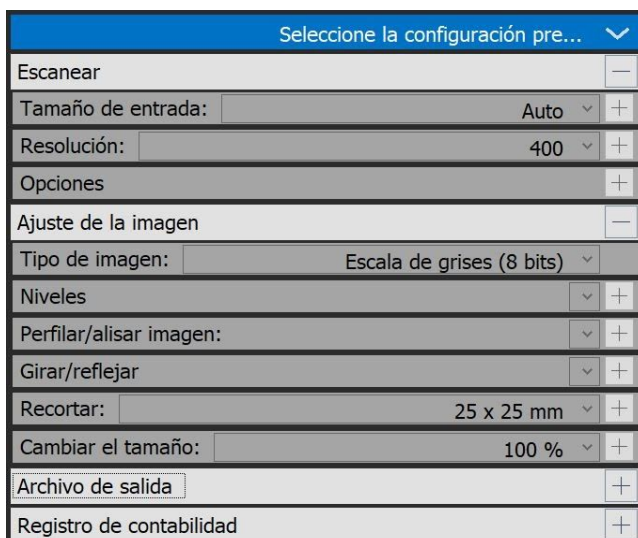 Seleccione la configuración pre...
Escanear
Tamaño de entrada: Auto
Resolución: 400
Opciones
Ajuste de la imagen
Tipo de imagen: Escala de grises (8 bits)
Niveles
Perfilar/alisar imagen:
Girar/reflejar
Recortar: 25 x 25 mm
Cambiar el tamaño: 100 %
Archivo de salida
Registro de contabilidad